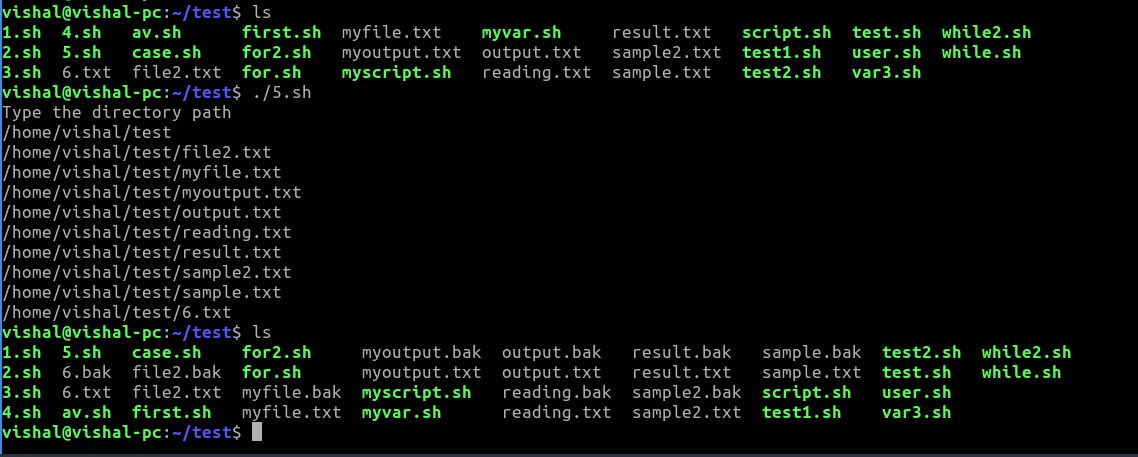 vishal@vishal-pc:~/test$ ls
1.sh  4.sh   av.sh      first.sh  myfile.txt    myvar.sh     result.txt   script.sh  test.sh  while2.sh
2.sh  5.sh   case.sh    for2.sh   myoutput.txt  output.txt   sample2.txt  test1.sh   user.sh  while.sh
3.sh  6.txt  file2.txt  for.sh    myscript.sh   reading.txt  sample.txt   test2.sh   var3.sh
vishal@vishal-pc:~/test$ ./5.sh
Type the directory path
/home/vishal/test
/home/vishal/test/file2.txt
/home/vishal/test/myfile.txt
/home/vishal/test/myoutput.txt
/home/vishal/test/output.txt
/home/vishal/test/reading.txt
/home/vishal/test/result.txt
/home/vishal/test/sample2.txt
/home/vishal/test/sample.txt
/home/vishal/test/6.txt
vishal@vishal-pc:~/test$ ls
1.sh  5.sh   case.sh    for2.sh     myoutput.bak  output.bak   result.bak   sample.bak  test2.sh  while2.sh
2.sh  6.bak  file2.bak  for.sh      myoutput.txt  output.txt   result.txt   sample.txt  test.sh   while.sh
3.sh  6.txt  file2.txt  myfile.bak  myscript.sh   reading.bak  sample2.bak  script.sh   user.sh
4.sh  av.sh  first.sh   myfile.txt  myvar.sh      reading.txt  sample2.txt  test1.sh    var3.sh
vishal@vishal-pc:~/test$